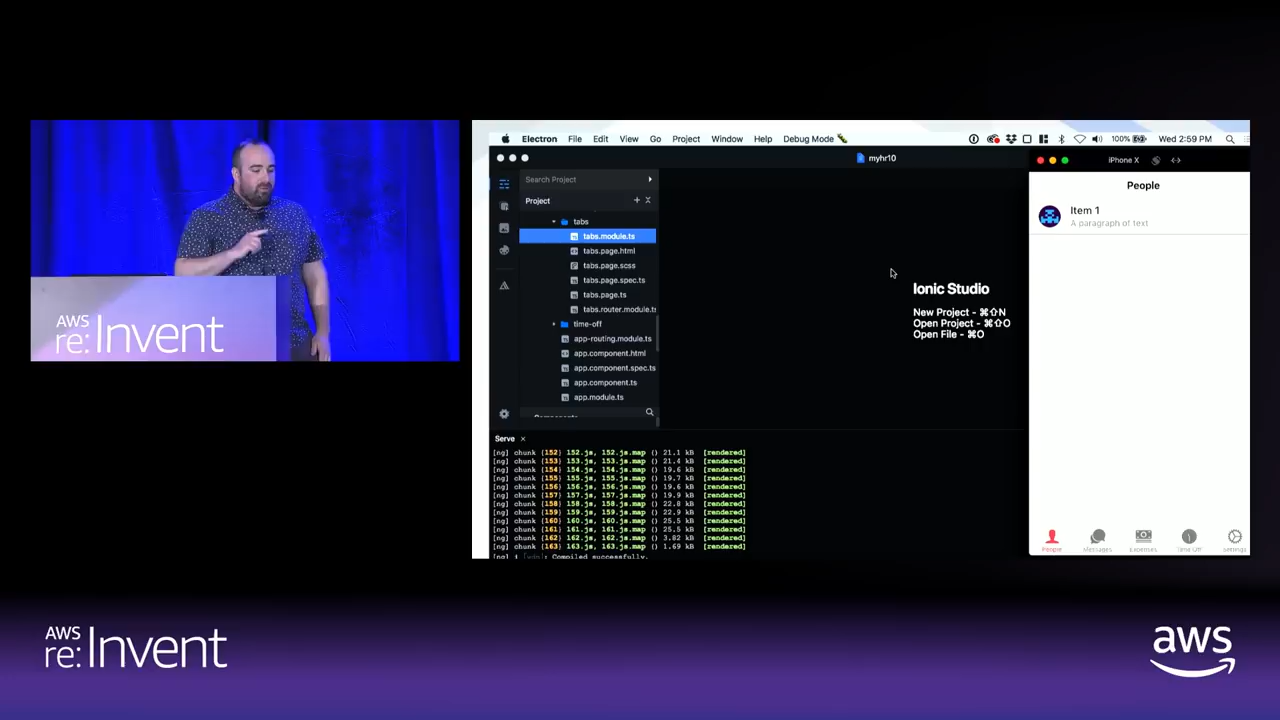 AWS
re:Invent
Electron File Edit View Go Project Window Help Debug Mode 100% Wed 2:59 PM
myhr10
Search Project
Project
tabs
tabs.module.ts
tabs.page.html
tabs.page.scss
tabs.page.spec.ts
tabs.page.ts
tabs.router.module.ts
time-off
app-routing.module.ts
app.component.html
app.component.spec.ts
app.component.ts
app.module.ts
Components
Ionic Studio
New Project - ⌘⇧N
Open Project - ⌘⇧O
Open File - ⌘O
iPhone X
People
Item 1
A paragraph of text
People Messages Expenses Time Off Settings
Serve ×
[ng] chunk {152} 152.js, 152.js.map () 21.1 kB [rendered]
[ng] chunk {153} 153.js, 153.js.map () 21.4 kB [rendered]
[ng] chunk {154} 154.js, 154.js.map () 19.6 kB [rendered]
[ng] chunk {155} 155.js, 155.js.map () 19.7 kB [rendered]
[ng] chunk {156} 156.js, 156.js.map () 19.6 kB [rendered]
[ng] chunk {157} 157.js, 157.js.map () 19.9 kB [rendered]
[ng] chunk {158} 158.js, 158.js.map () 22.8 kB [rendered]
[ng] chunk {159} 159.js, 159.js.map () 22.9 kB [rendered]
[ng] chunk {160} 160.js, 160.js.map () 25.5 kB [rendered]
[ng] chunk {161} 161.js, 161.js.map () 25.5 kB [rendered]
[ng] chunk {162} 162.js, 162.js.map () 3.82 kB [rendered]
[ng] chunk {163} 163.js, 163.js.map () 1.69 kB [rendered]
[ng] i [wdm]: Compiled successfully.
AWS
re:Invent
aws